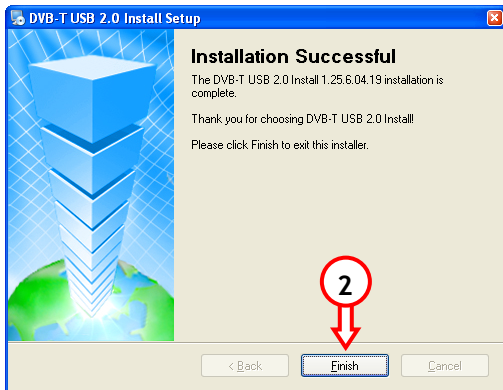 DVB-T USB 2.0 Install Setup
Installation Successful
The DVB-T USB 2.0 Install 1.25.6.04.19 installation is
complete.
Thank you for choosing DVB-T USB 2.0 Install!
Please click Finish to exit this installer.
2
< Back
Finish
Cancel